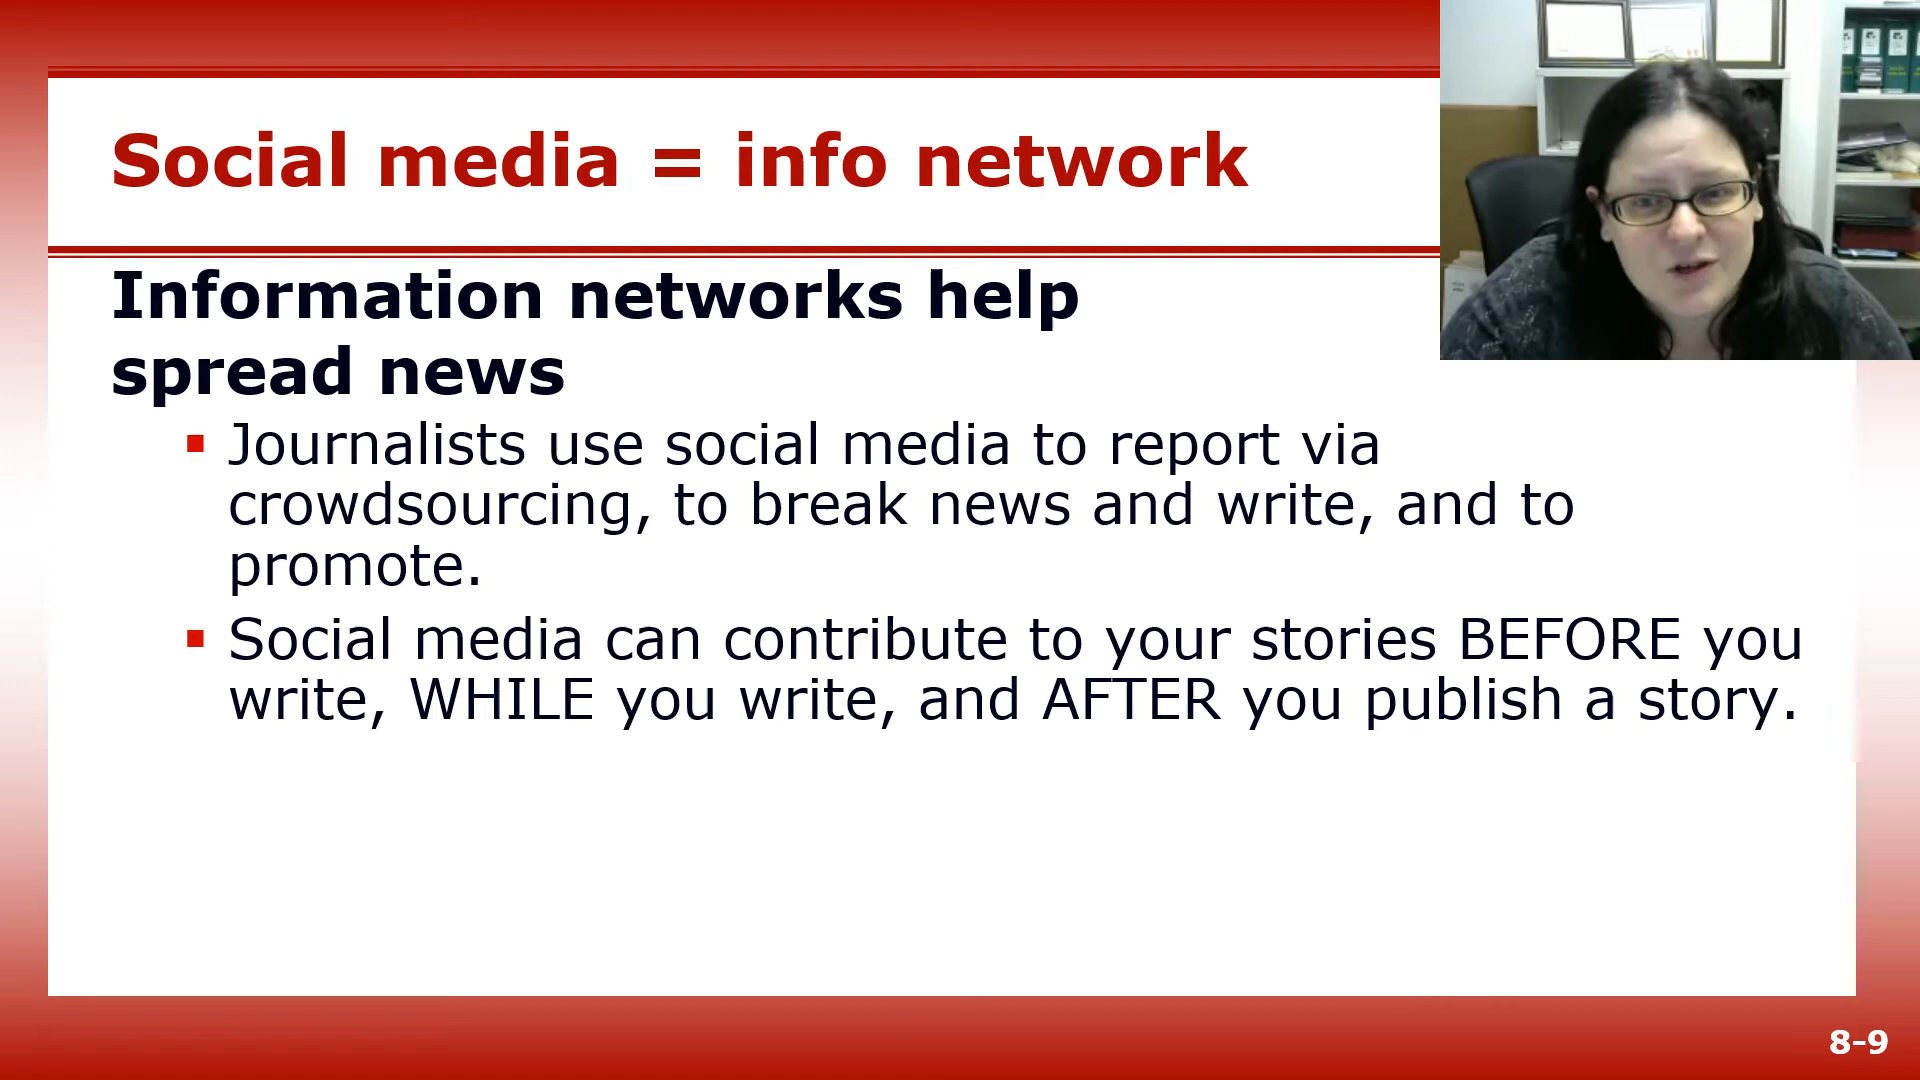 Social media = info network
Information networks help
spread news
Journalists use social media to report via
crowdsourcing, to break news and write, and to
promote.
Social media can contribute to your stories BEFORE you
write, WHILE you write, and AFTER you publish a story.
8-9